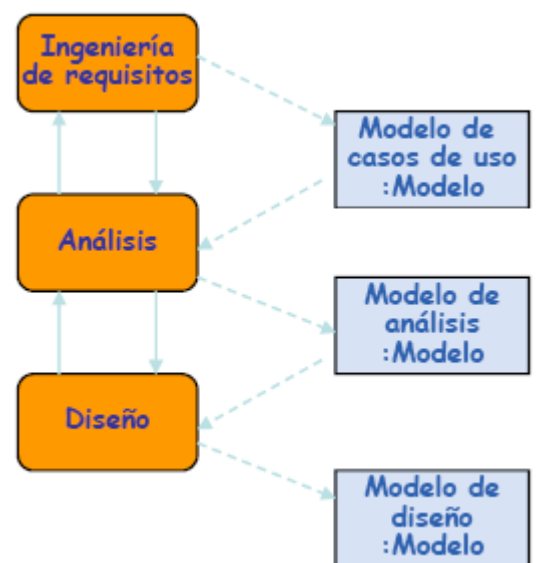 Ingeniería
de requisitos
Modelo de
casos de uso
:Modelo
Análisis
Modelo de
análisis
:Modelo
Diseño
Modelo de
diseño
:Modelo